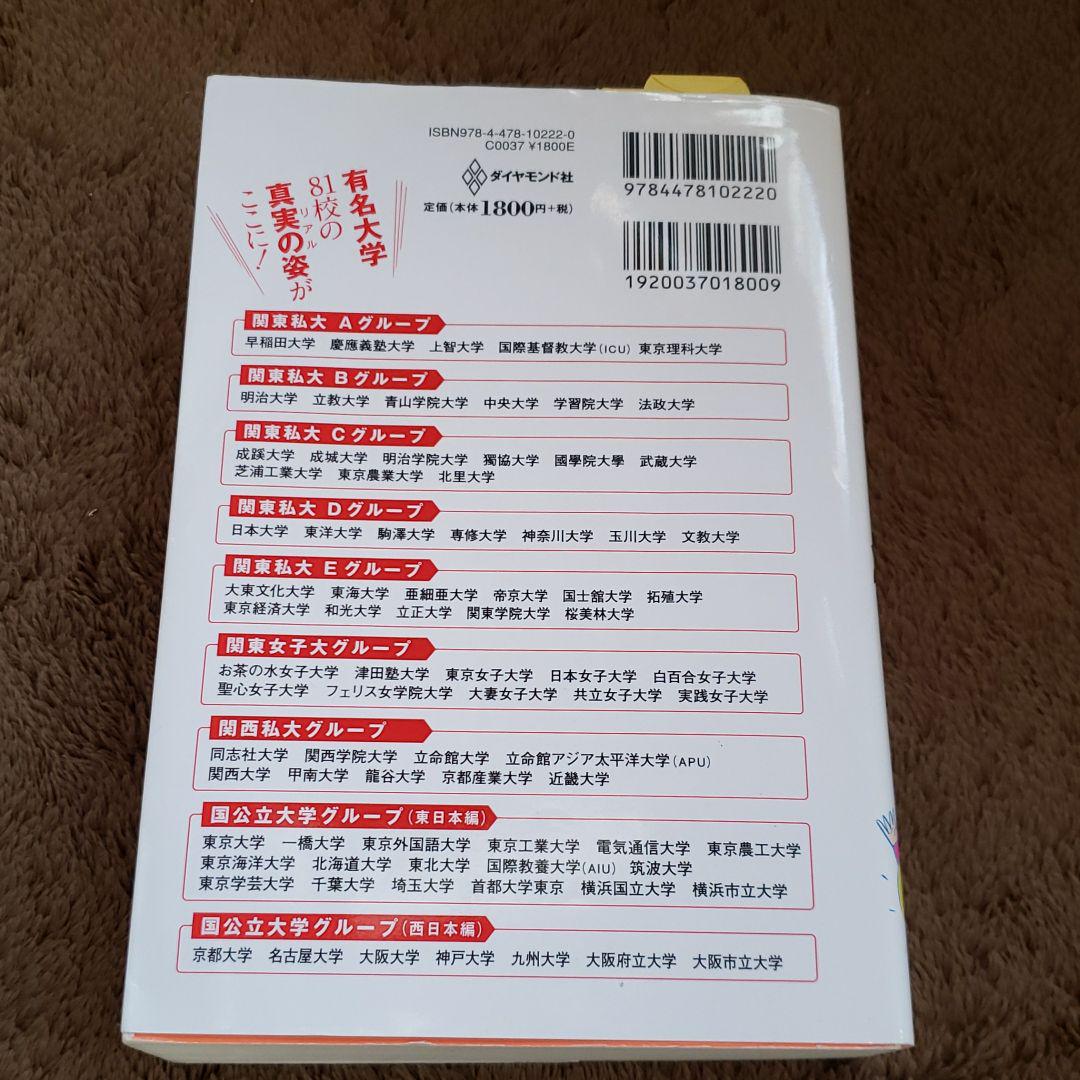 ISBN978-4-478-10222-0
C0037 ¥1800E
ダイヤモンド社
定価(本体1800円+税)
9784478102220
1920037018009
有名大学
81校の
真実の姿が
リアル
ここに!
関東私大 Aグループ
早稲田大学 慶應義塾大学 上智大学 国際基督教大学(ICU) 東京理科大学
関東私大 Bグループ
明治大学 立教大学 青山学院大学 中央大学 学習院大学 法政大学
関東私大 Cグループ
成蹊大学 成城大学 明治学院大学 獨協大学 國學院大學 武蔵大学
芝浦工業大学 東京農業大学 北里大学
関東私大 Dグループ
日本大学 東洋大学 駒澤大学 専修大学 神奈川大学 玉川大学 文教大学
関東私大 Eグループ
大東文化大学 東海大学 亜細亜大学 帝京大学 国士舘大学 拓殖大学
東京経済大学 和光大学 立正大学 関東学院大学 桜美林大学
関東女子大グループ
お茶の水女子大学 津田塾大学 東京女子大学 日本女子大学 白百合女子大学
聖心女子大学 フェリス女学院大学 大妻女子大学 共立女子大学 実践女子大学
関西私大グループ
同志社大学 関西学院大学 立命館大学 立命館アジア太平洋大学(APU)
関西大学 甲南大学 龍谷大学 京都産業大学 近畿大学
国公立大学グループ(東日本編)
東京大学 一橋大学 東京外国語大学 東京工業大学 電気通信大学 東京農工大学
東京海洋大学 北海道大学 東北大学 国際教養大学(AIU) 筑波大学
東京学芸大学 千葉大学 埼玉大学 首都大学東京 横浜国立大学 横浜市立大学
国公立大学グループ(西日本編)
京都大学 名古屋大学 大阪大学 神戸大学 九州大学 大阪府立大学 大阪市立大学